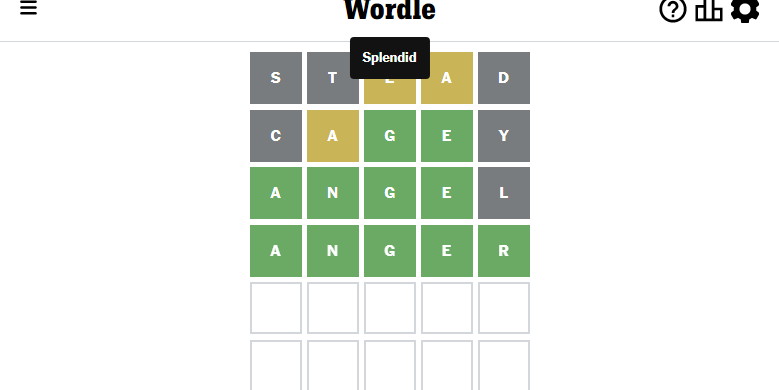 Wordle
Splendid
S T E A D
C A G E Y
A N G E L
A N G E R